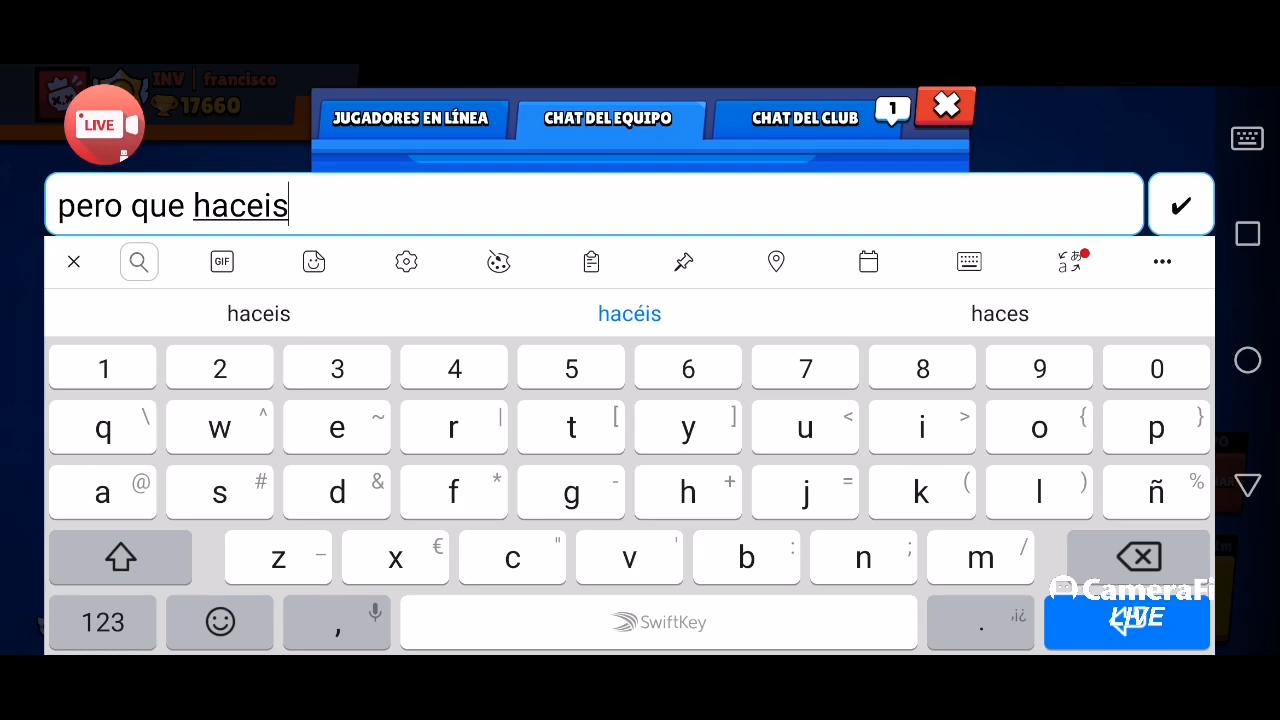 INV | francisco
17660
LIVE
JUGADORES EN LÍNEA
CHAT DEL EQUIPO
CHAT DEL CLUB
1
pero que haceis
GIF
haceis hacéis haces
1 2 3 4 5 6 7 8 9 0
q \ w ^ e ~ r | t [ y ] u < i > o { p }
a @ s # d & f * g - h + j = k ( l ) ñ %
z _ x € c " v ' b : n ; m /
CameraFi
LIVE
123 , SwiftKey . ,i¿